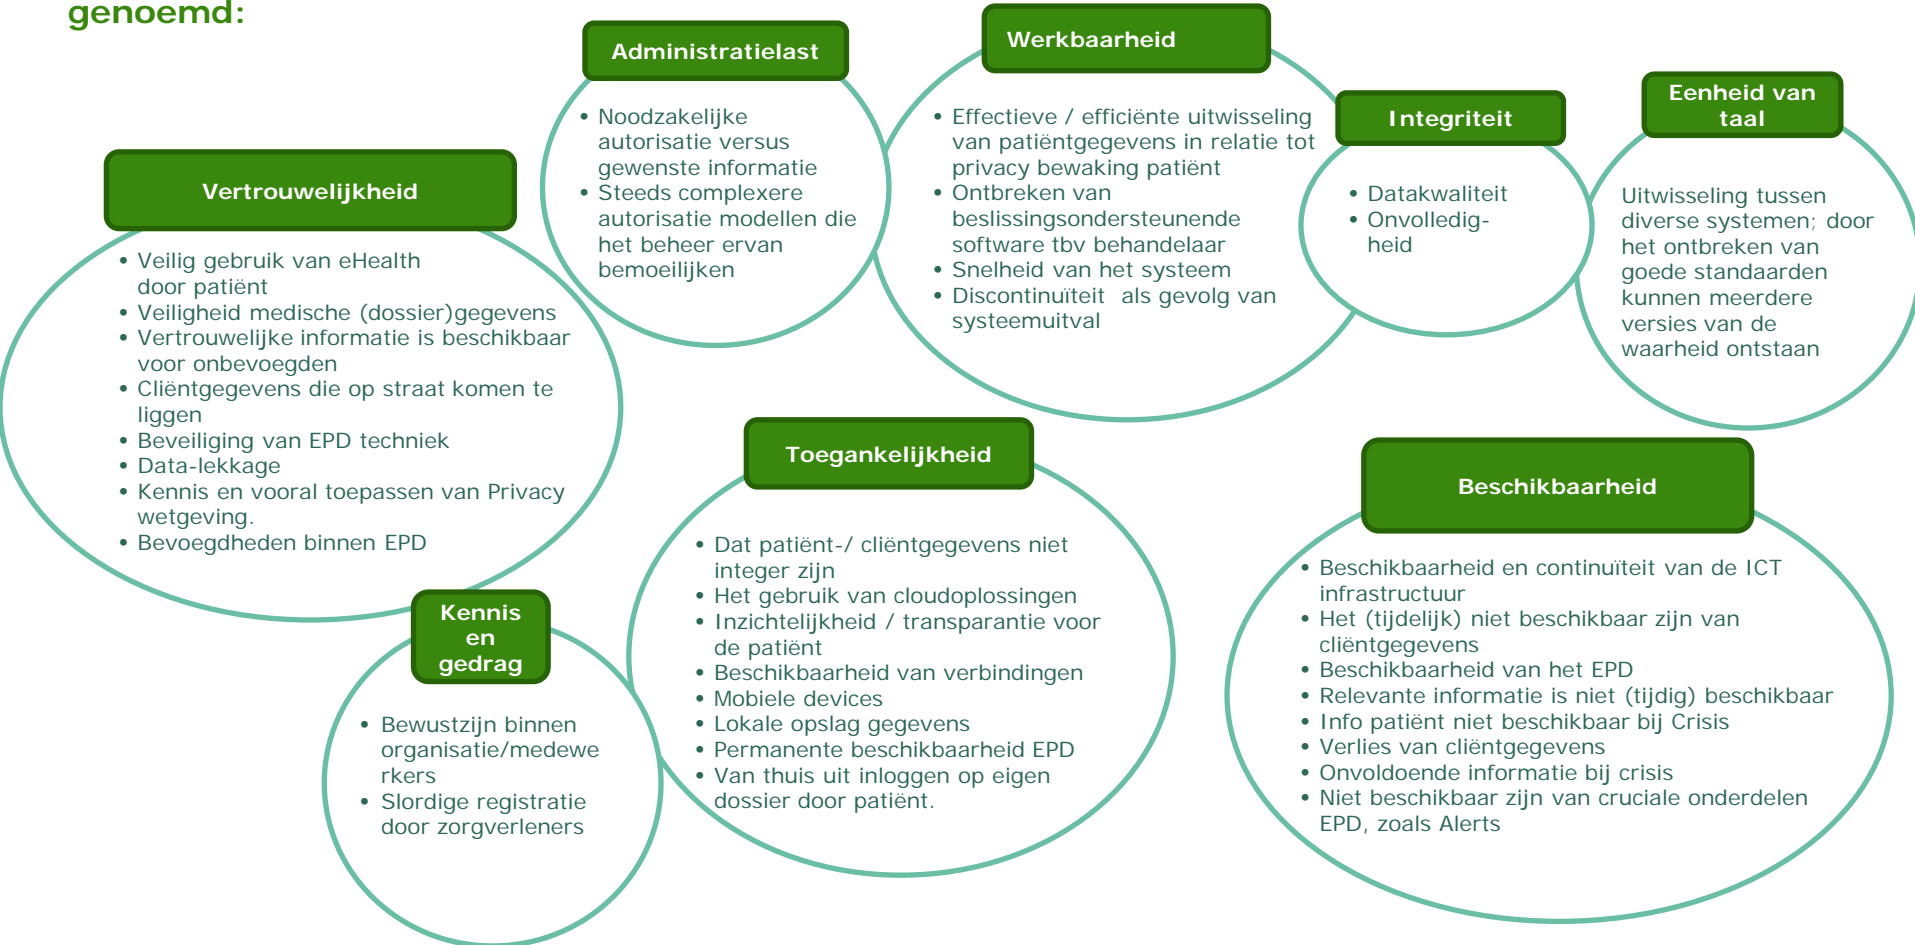 genoemd:
Administratielast
• Noodzakelijke
autorisatie versus
gewenste informatie
• Steeds complexere
autorisatie modellen die
het beheer ervan
bemoeilijken
Werkbaarheid
• Effectieve / efficiënte uitwisseling
van patiëntgegevens in relatie tot
privacy bewaking patiënt
• Ontbreken van
beslissingsondersteunende
software tbv behandelaar
• Snelheid van het systeem
• Discontinuïteit als gevolg van
systeemuitval
Integriteit
• Datakwaliteit
• Onvolledig-
heid
Eenheid van
taal
Uitwisseling tussen
diverse systemen; door
het ontbreken van
goede standaarden
kunnen meerdere
versies van de
waarheid ontstaan
Vertrouwelijkheid
• Veilig gebruik van eHealth
door patiënt
• Veiligheid medische (dossier)gegevens
• Vertrouwelijke informatie is beschikbaar
voor onbevoegden
• Cliëntgegevens die op straat komen te
liggen
• Beveiliging van EPD techniek
• Data-lekkage
• Kennis en vooral toepassen van Privacy
wetgeving.
• Bevoegdheden binnen EPD
Kennis
en
gedrag
• Bewustzijn binnen
organisatie/medewe
rkers
• Slordige registratie
door zorgverleners
Toegankelijkheid
• Dat patiënt-/ cliëntgegevens niet
integer zijn
• Het gebruik van cloudoplossingen
• Inzichtelijkheid / transparantie voor
de patiënt
• Beschikbaarheid van verbindingen
• Mobiele devices
• Lokale opslag gegevens
• Permanente beschikbaarheid EPD
• Van thuis uit inloggen op eigen
dossier door patiënt.
Beschikbaarheid
• Beschikbaarheid en continuïteit van de ICT
infrastructuur
• Het (tijdelijk) niet beschikbaar zijn van
cliëntgegevens
• Beschikbaarheid van het EPD
• Relevante informatie is niet (tijdig) beschikbaar
• Info patiënt niet beschikbaar bij Crisis
• Verlies van cliëntgegevens
• Onvoldoende informatie bij crisis
• Niet beschikbaar zijn van cruciale onderdelen
EPD, zoals Alerts